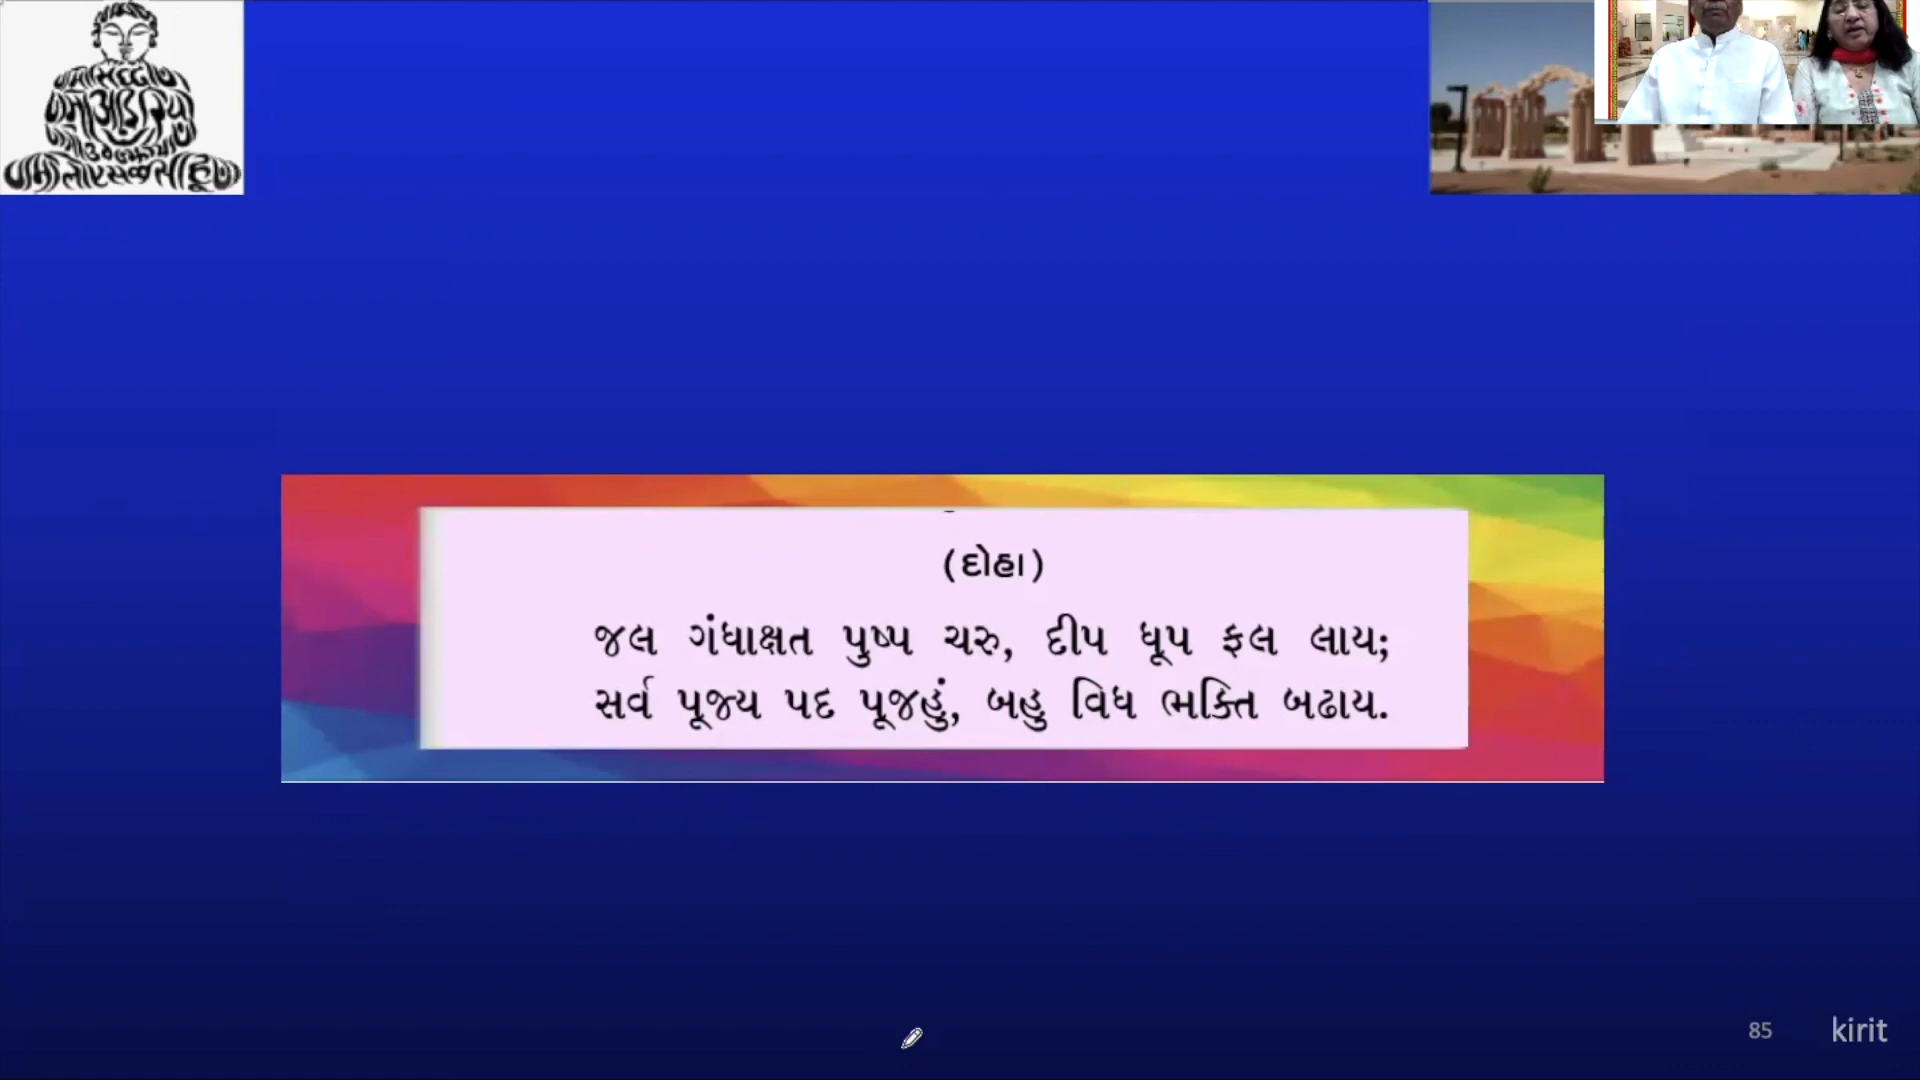 (દોહા)
જલ ગંધાક્ષત પુષ્પ ચરુ, દીપ ધૂપ ફલ લાય;
સર્વ પૂજ્ય પદ પૂજહું, બહુ વિધ ભક્તિ બઢાય.
85 kirit